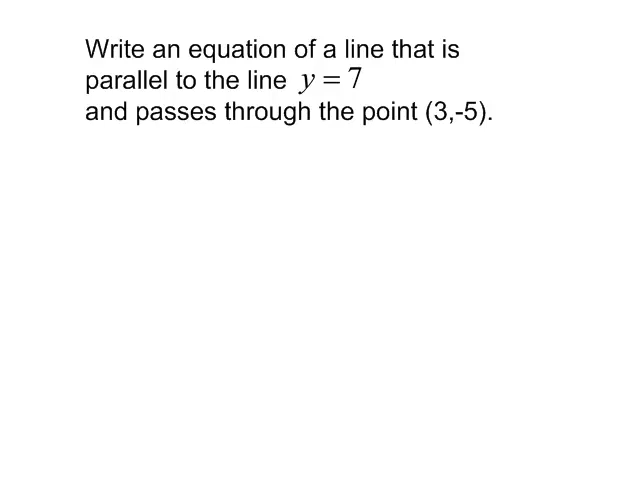 Write an equation of a line that is
parallel to the line y = 7
and passes through the point (3,-5).